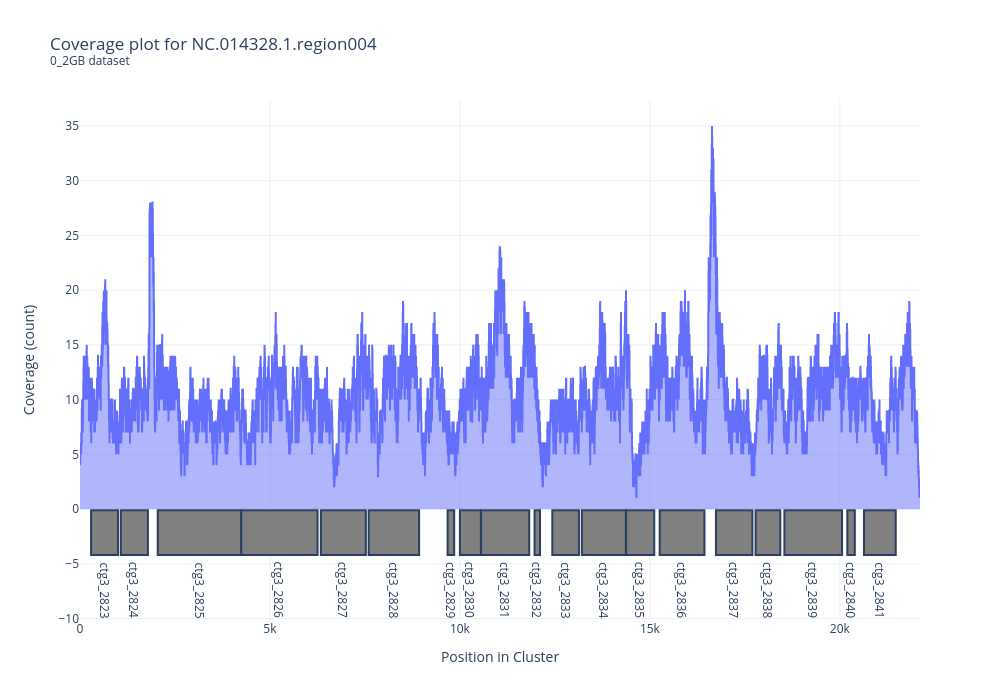 Coverage plot for NC.014328.1.region004
0_2GB dataset
35
30
25
20
15
10
5
0
−5
−10
Coverage (count)
ctg3_2823
ctg3_2824
ctg3_2825
ctg3_2826
ctg3_2827
ctg3_2828
ctg3_2829
ctg3_2830
ctg3_2831
ctg3_2832
ctg3_2833
ctg3_2834
ctg3_2835
ctg3_2836
ctg3_2837
ctg3_2838
ctg3_2839
ctg3_2840
ctg3_2841
0 5k 10k 15k 20k
Position in Cluster